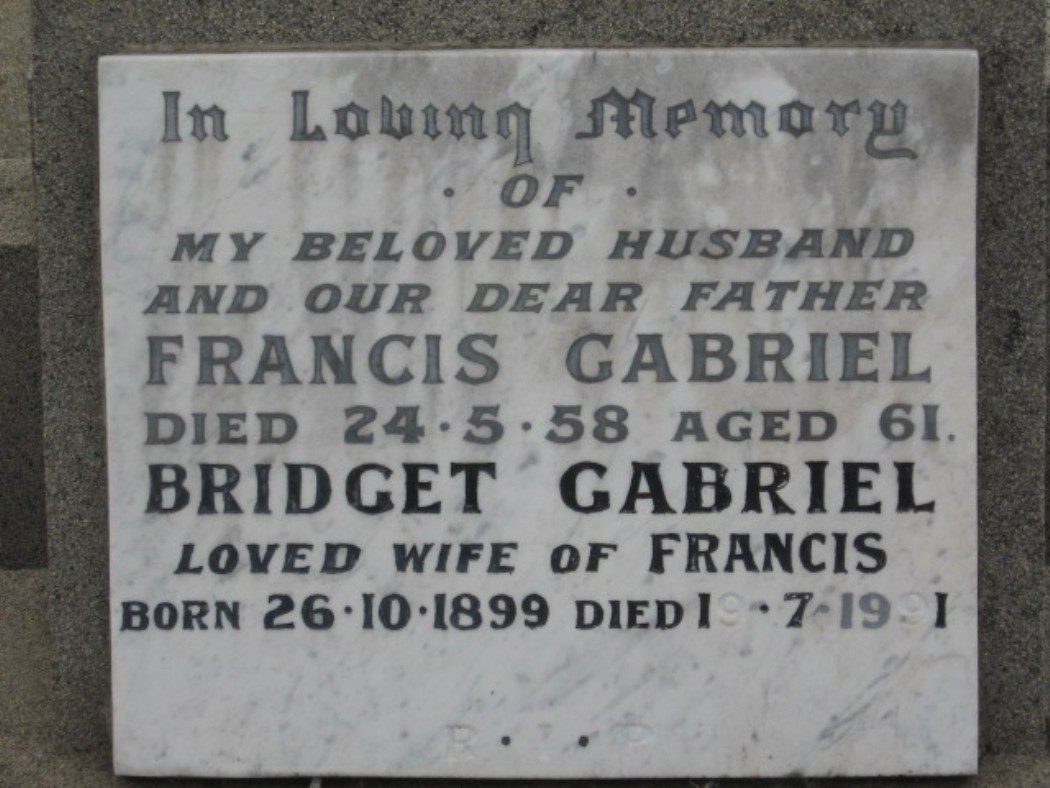 In Loving Memory
· OF ·
MY BELOVED HUSBAND
AND OUR DEAR FATHER
FRANCIS GABRIEL
DIED 24·5·58 AGED 61.
BRIDGET GABRIEL
LOVED WIFE OF FRANCIS
BORN 26·10·1899 DIED 19·7·1991
R·I·P